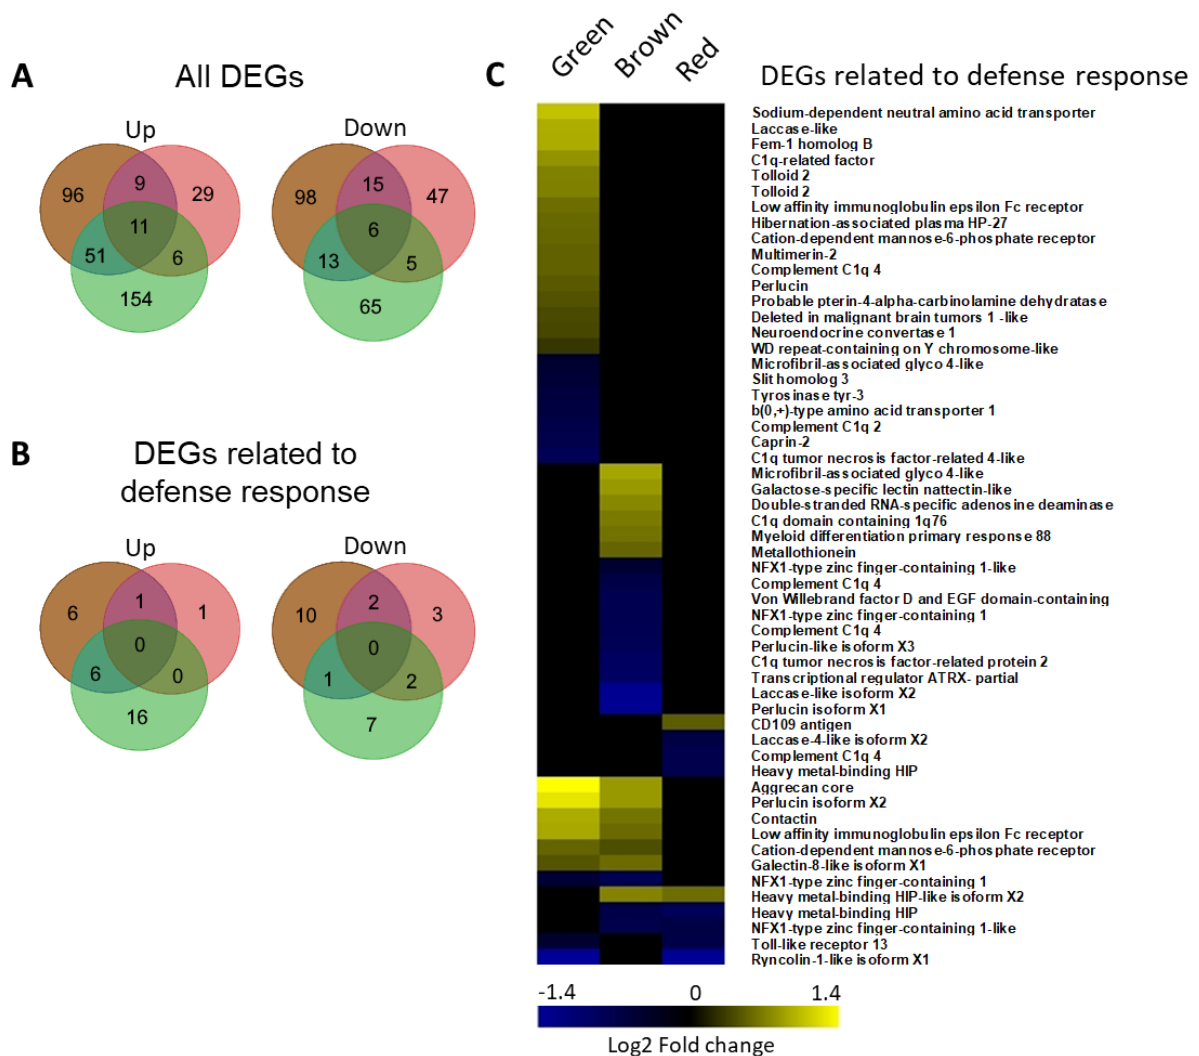 A
All DEGs
Up
Down
96
9
29
11
51
6
154
98
15
47
6
13
5
65
B
DEGs related to
defense response
Up
Down
6
1
1
0
6
0
16
10
2
3
0
1
2
7
C
Green
Brown
Red
DEGs related to defense response
Sodium-dependent neutral amino acid transporter
Laccase-like
Fem-1 homolog B
C1q-related factor
Tolloid 2
Tolloid 2
Low affinity immunoglobulin epsilon Fc receptor
Hibernation-associated plasma HP-27
Cation-dependent mannose-6-phosphate receptor
Multimerin-2
Complement C1q 4
Perlucin
Probable pterin-4-alpha-carbinolamine dehydratase
Deleted in malignant brain tumors 1 -like
Neuroendocrine convertase 1
WD repeat-containing on Y chromosome-like
Microfibril-associated glyco 4-like
Slit homolog 3
Tyrosinase tyr-3
b(0,+)-type amino acid transporter 1
Complement C1q 2
Caprin-2
C1q tumor necrosis factor-related 4-like
Microfibril-associated glyco 4-like
Galactose-specific lectin nattectin-like
Double-stranded RNA-specific adenosine deaminase
C1q domain containing 1q76
Myeloid differentiation primary response 88
Metallothionein
NFX1-type zinc finger-containing 1-like
Complement C1q 4
Von Willebrand factor D and EGF domain-containing
NFX1-type zinc finger-containing 1
Complement C1q 4
Perlucin-like isoform X3
C1q tumor necrosis factor-related protein 2
Transcriptional regulator ATRX- partial
Laccase-like isoform X2
Perlucin isoform X1
CD109 antigen
Laccase-4-like isoform X2
Complement C1q 4
Heavy metal-binding HIP
Aggrecan core
Perlucin isoform X2
Contactin
Low affinity immunoglobulin epsilon Fc receptor
Cation-dependent mannose-6-phosphate receptor
Galectin-8-like isoform X1
NFX1-type zinc finger-containing 1
Heavy metal-binding HIP-like isoform X2
Heavy metal-binding HIP
NFX1-type zinc finger-containing 1-like
Toll-like receptor 13
Ryncolin-1-like isoform X1
-1.4
0
1.4
Log2 Fold change